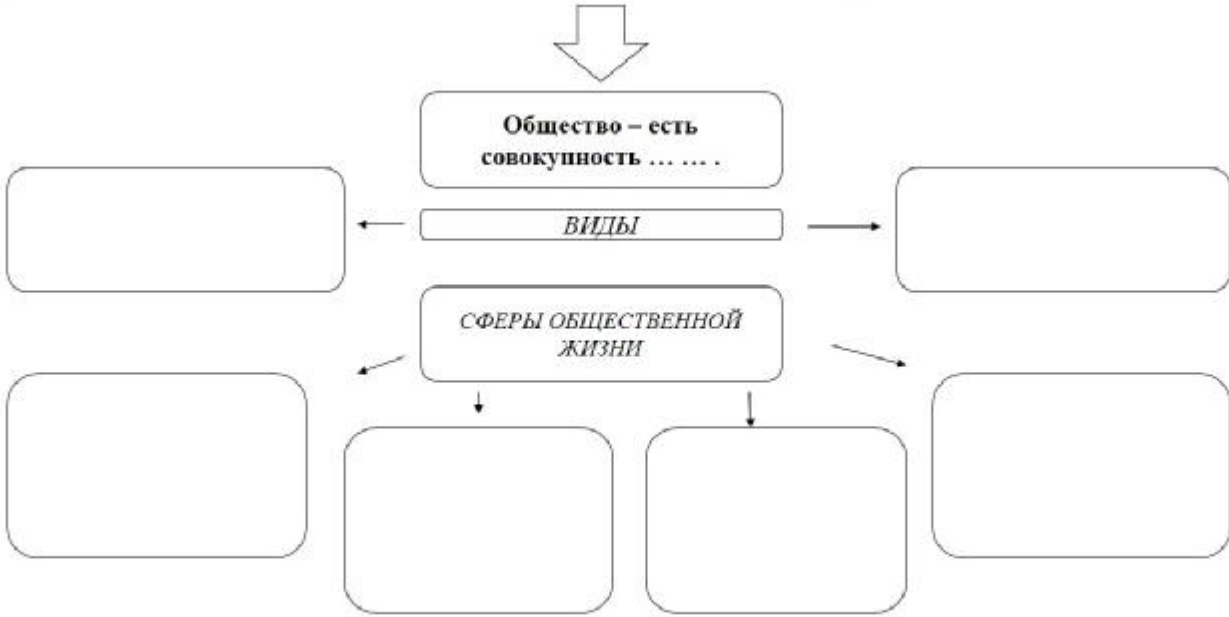 Общество – есть
совокупность … … .
ВИДЫ
СФЕРЫ ОБЩЕСТВЕННОЙ
ЖИЗНИ